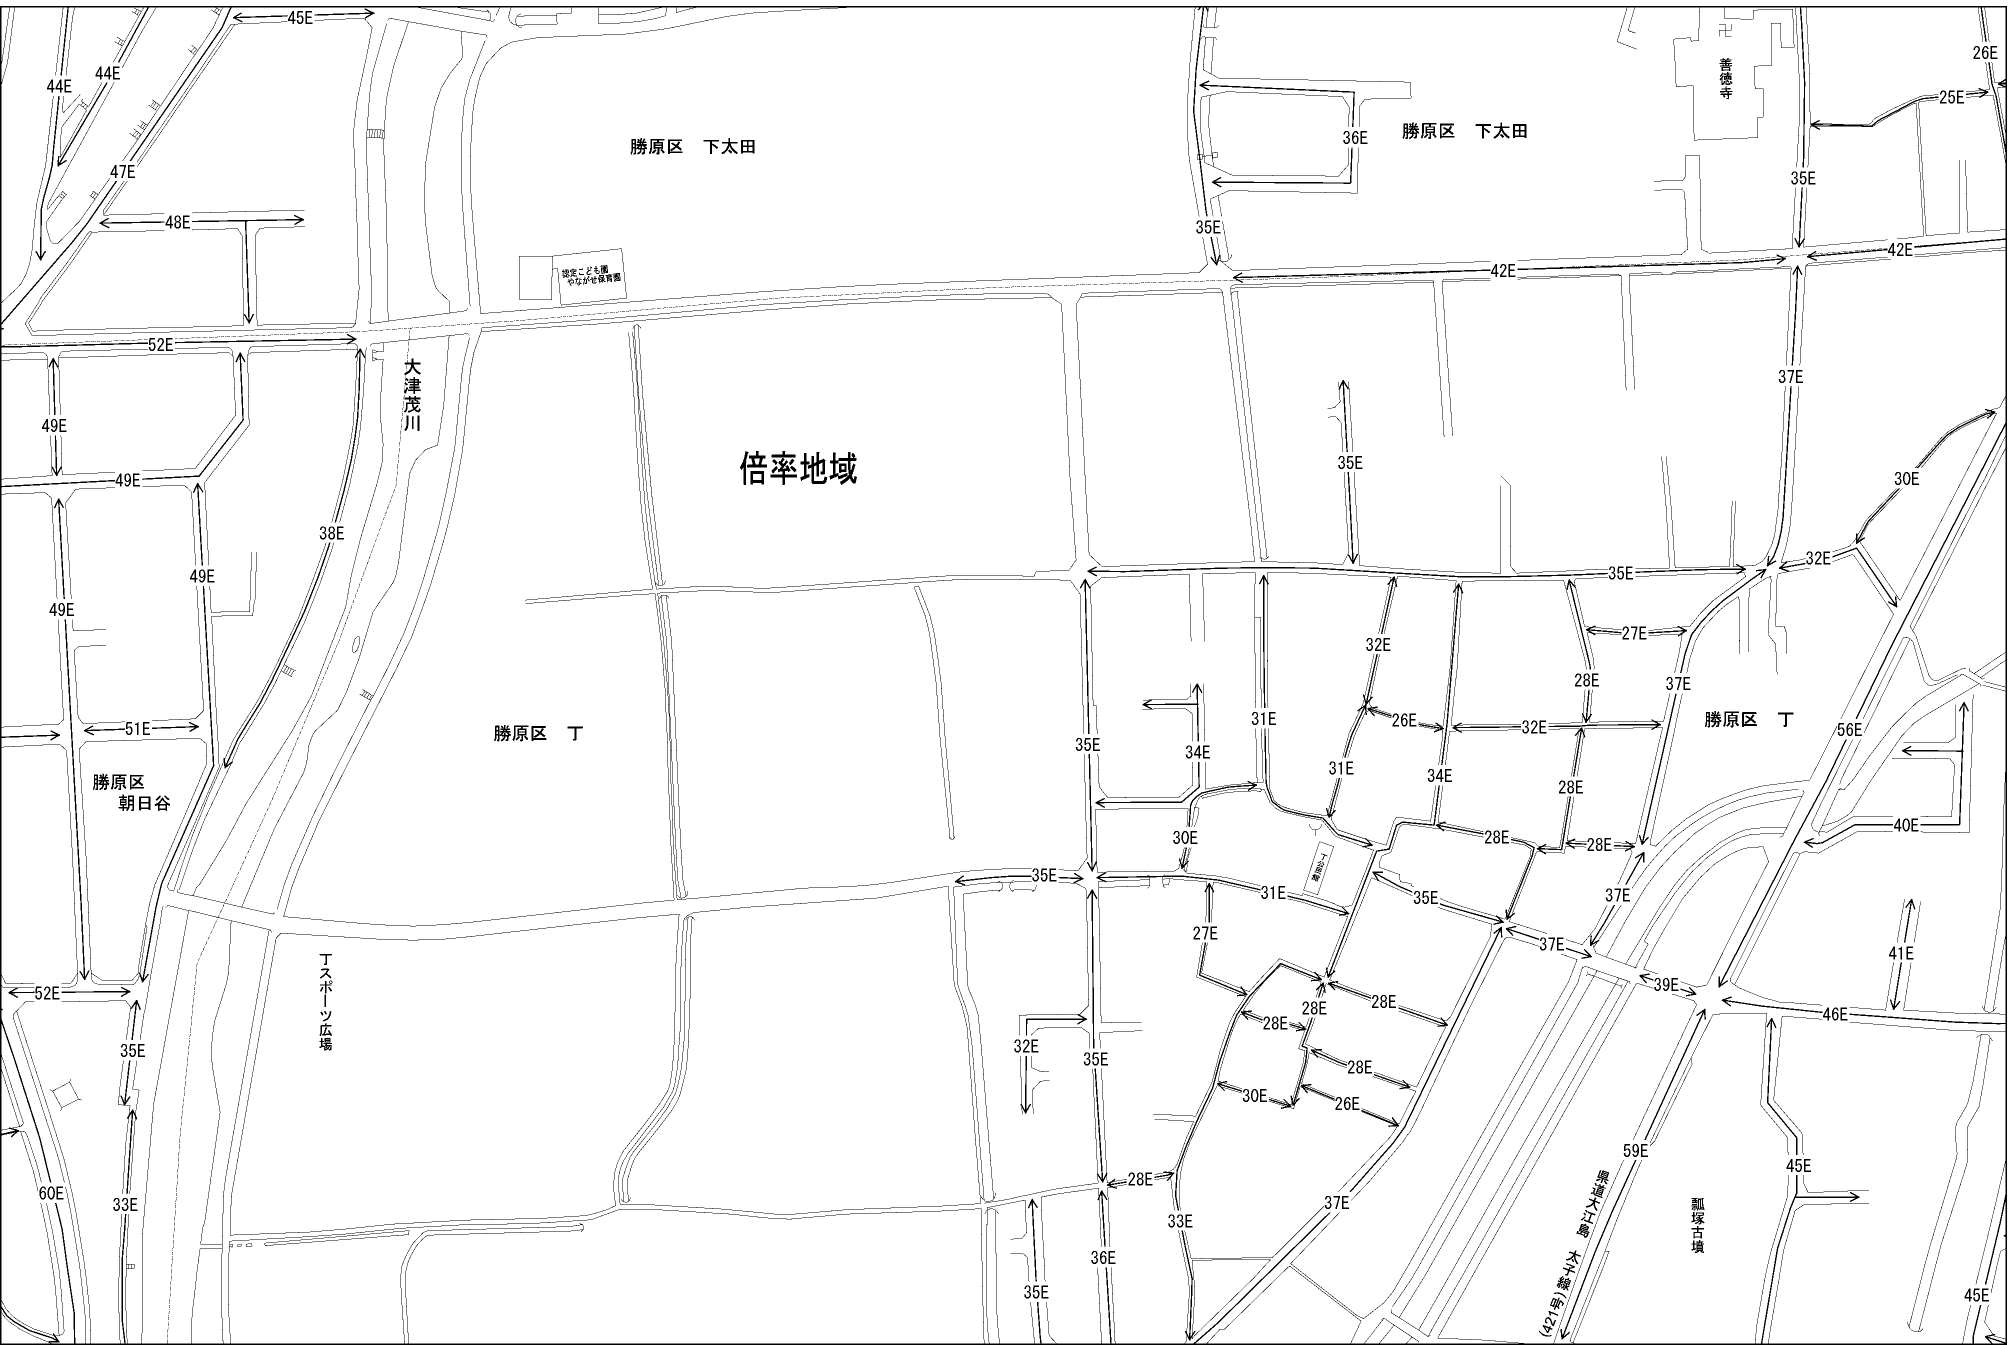 45E
44E
44E
47E
48E
勝原区　下太田
36E
勝原区　下太田
善徳寺
26E
25E
35E
35E
42E
42E
認定こども園
やながせ保育園
52E
大津茂川
37E
49E
49E
38E
倍率地域
35E
30E
49E
49E
35E
32E
27E
32E
28E
37E
51E
勝原区　丁
31E
26E
32E
勝原区　丁
56E
35E
34E
31E
34E
28E
勝原区
朝日谷
30E
28E
28E
40E
丁公民館
35E
31E
35E
37E
27E
37E
41E
丁スポーツ広場
52E
39E
28E
28E
28E
46E
35E
32E
35E
28E
30E
26E
60E
33E
28E
33E
37E
59E
45E
県道大江島　太子線
(421号)
瓢塚古墳
36E
35E
45E